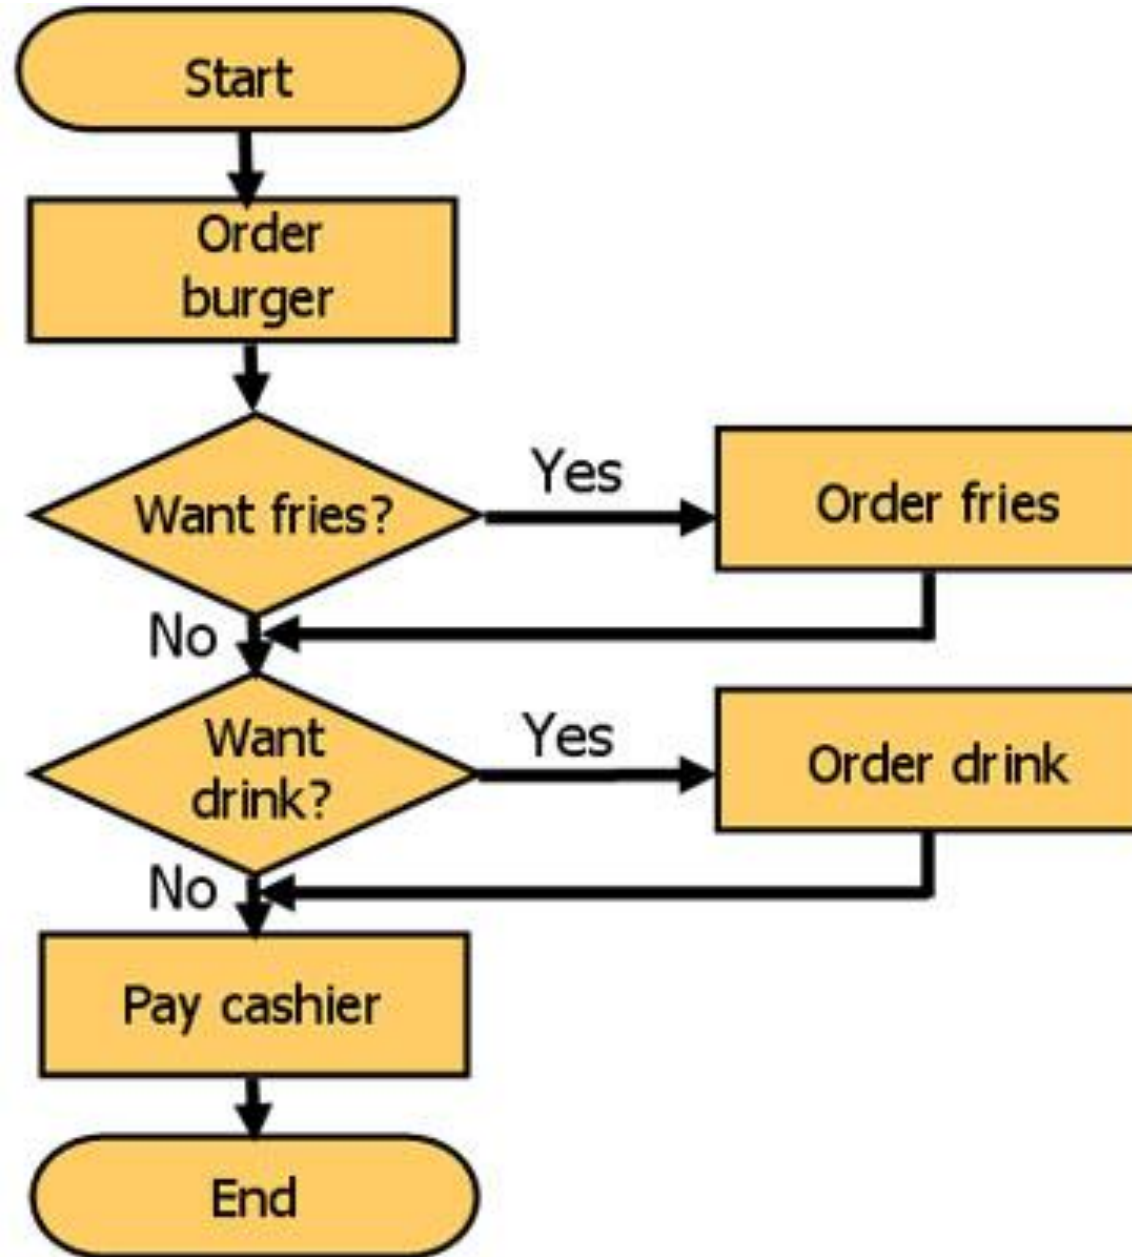 Start
Order
burger
Want fries?
Yes
Order fries
No
Want
drink?
Yes
Order drink
No
Pay cashier
End